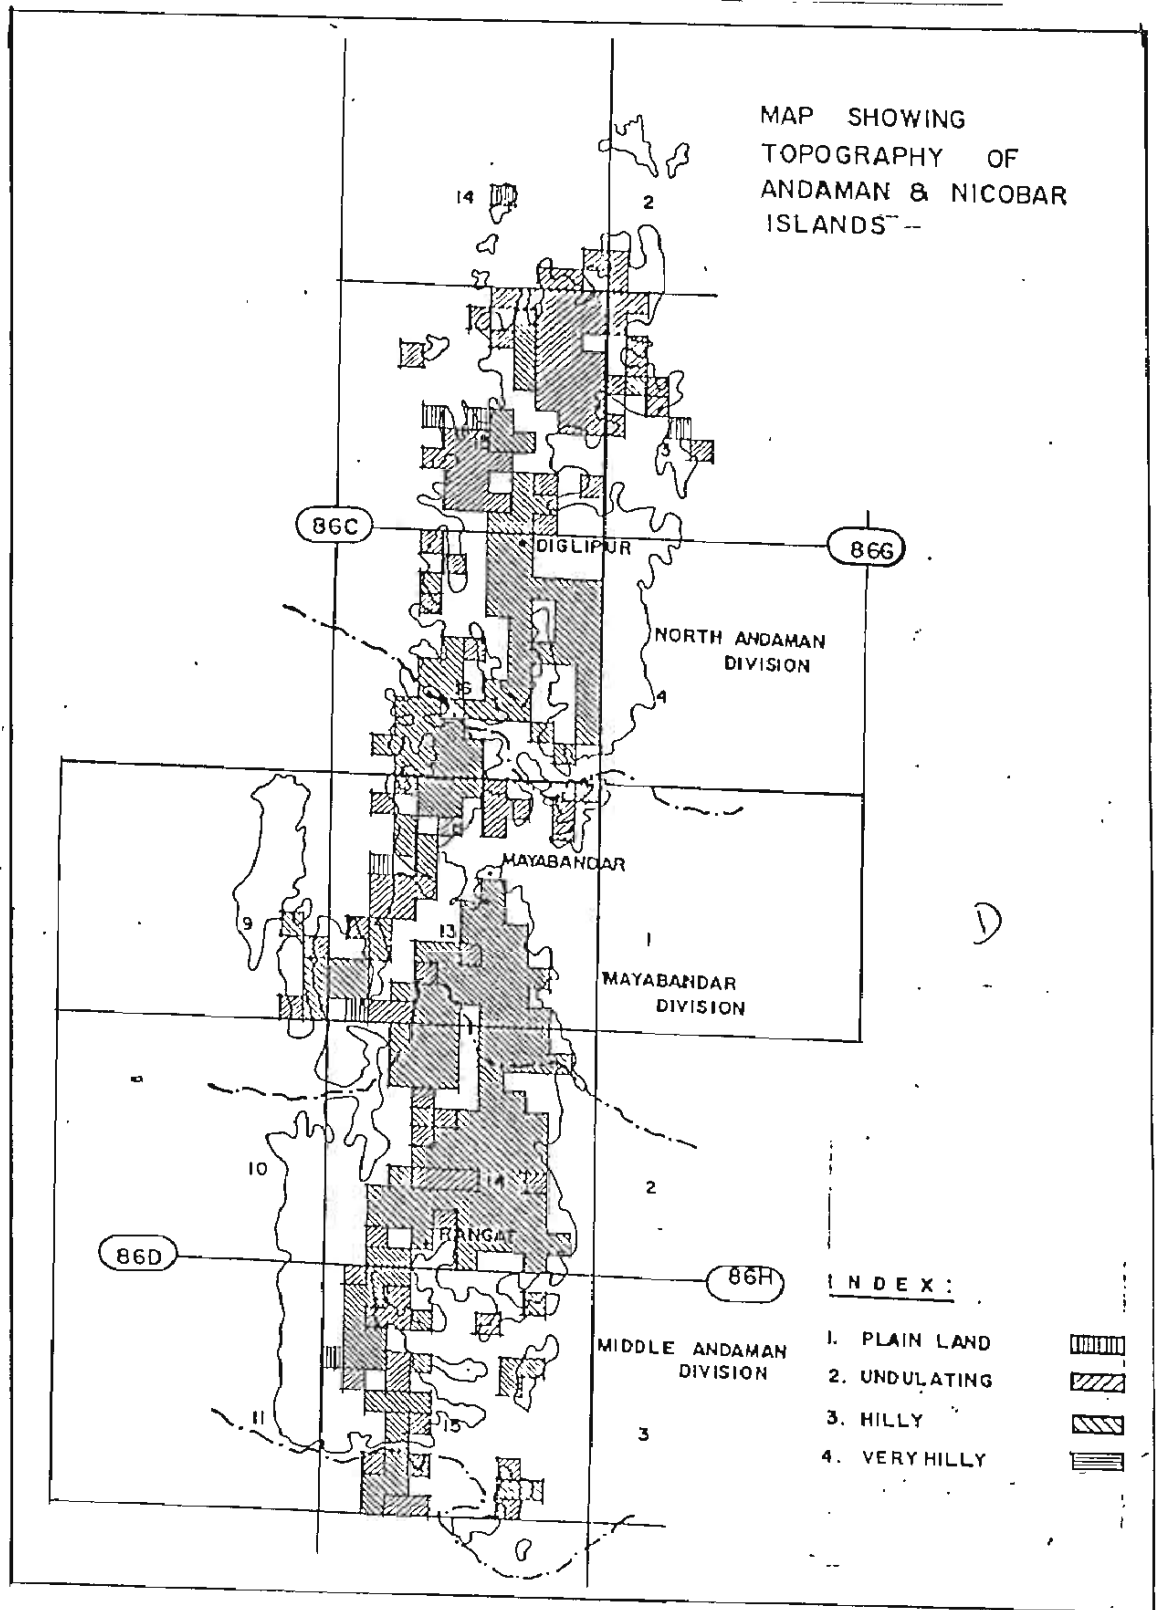 MAP SHOWING
TOPOGRAPHY OF
ANDAMAN & NICOBAR
ISLANDS --
14
2
3
86C
86G
DIGLIPUR
NORTH ANDAMAN
DIVISION
16
4
MAYABANDAR
9
13
1
MAYABANDAR
DIVISION
D
10
14
2
RANGAT
86D
86H
INDEX:
MIDDLE ANDAMAN
DIVISION
1. PLAIN LAND
2. UNDULATING
3. HILLY
4. VERY HILLY
11
15
3